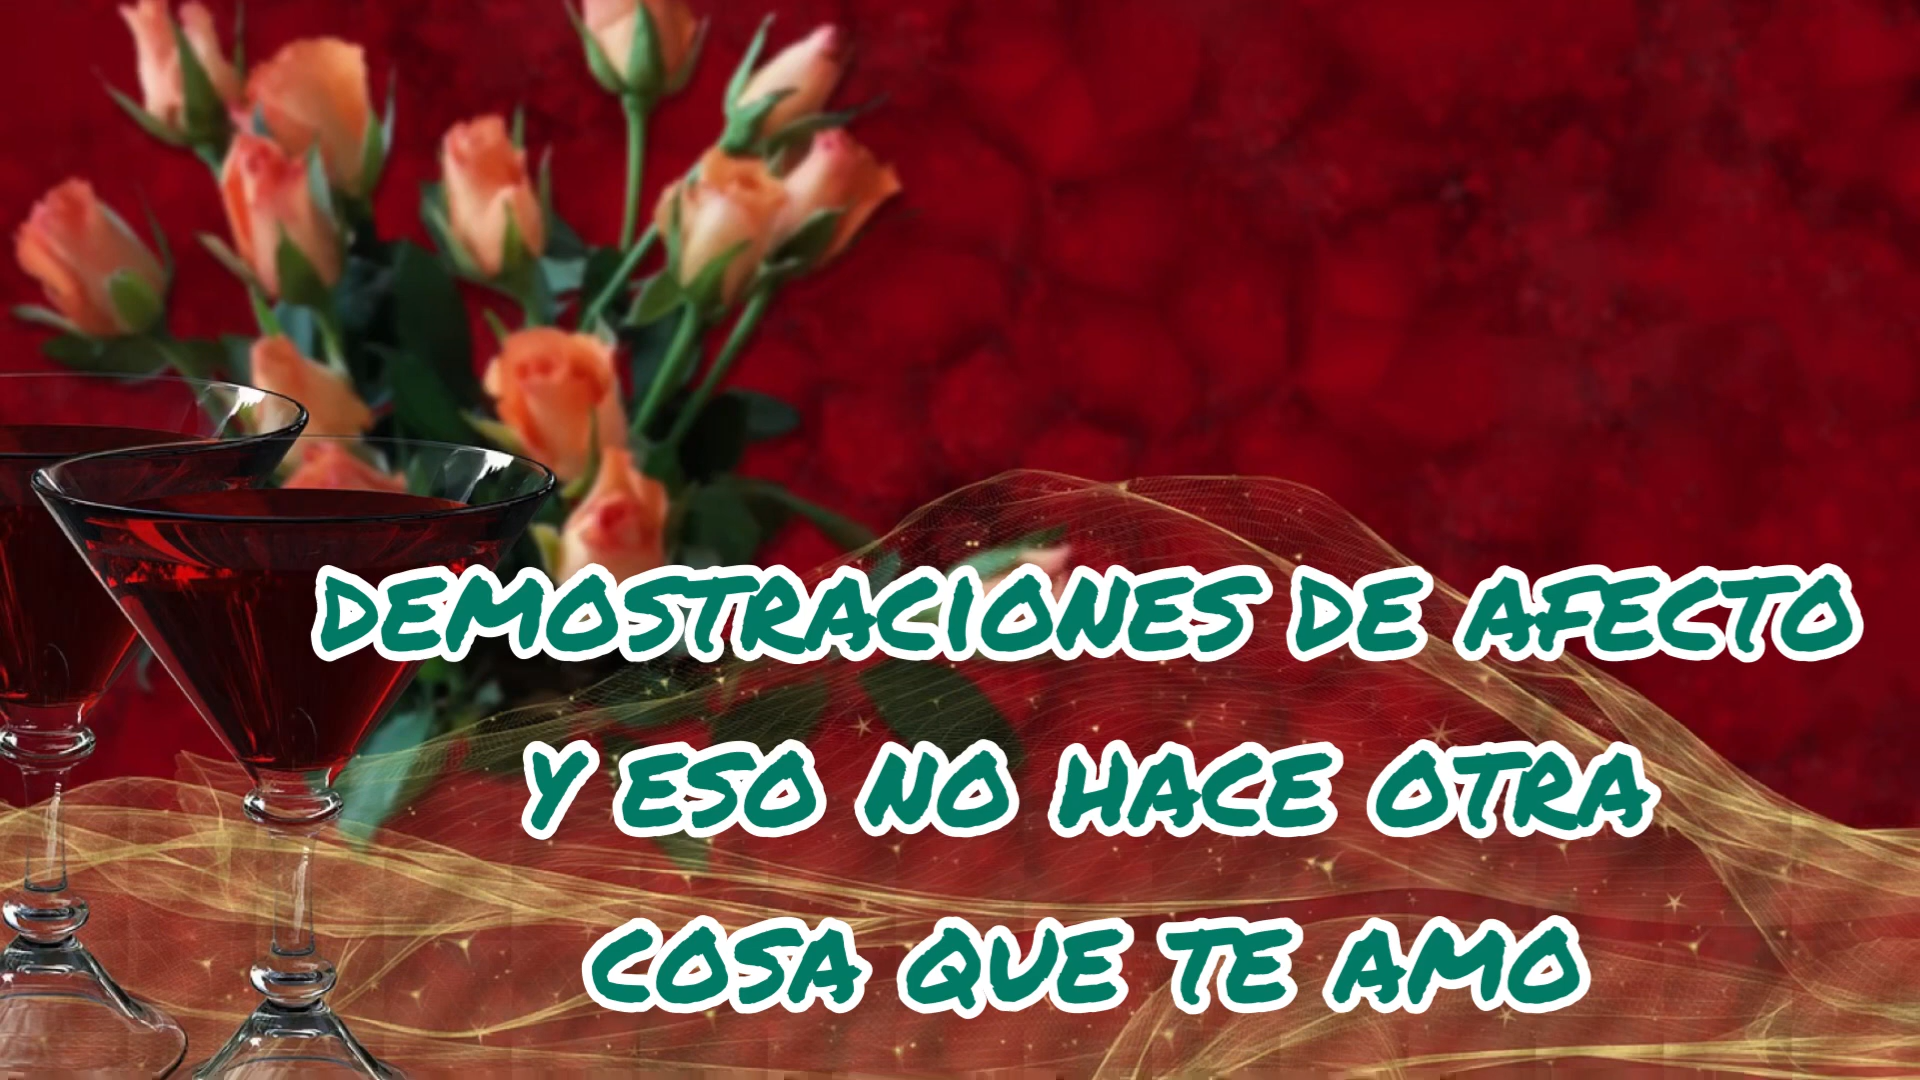 DEMOSTRACIONES DE AFECTO
Y ESO NO HACE OTRA
COSA QUE TE AMO